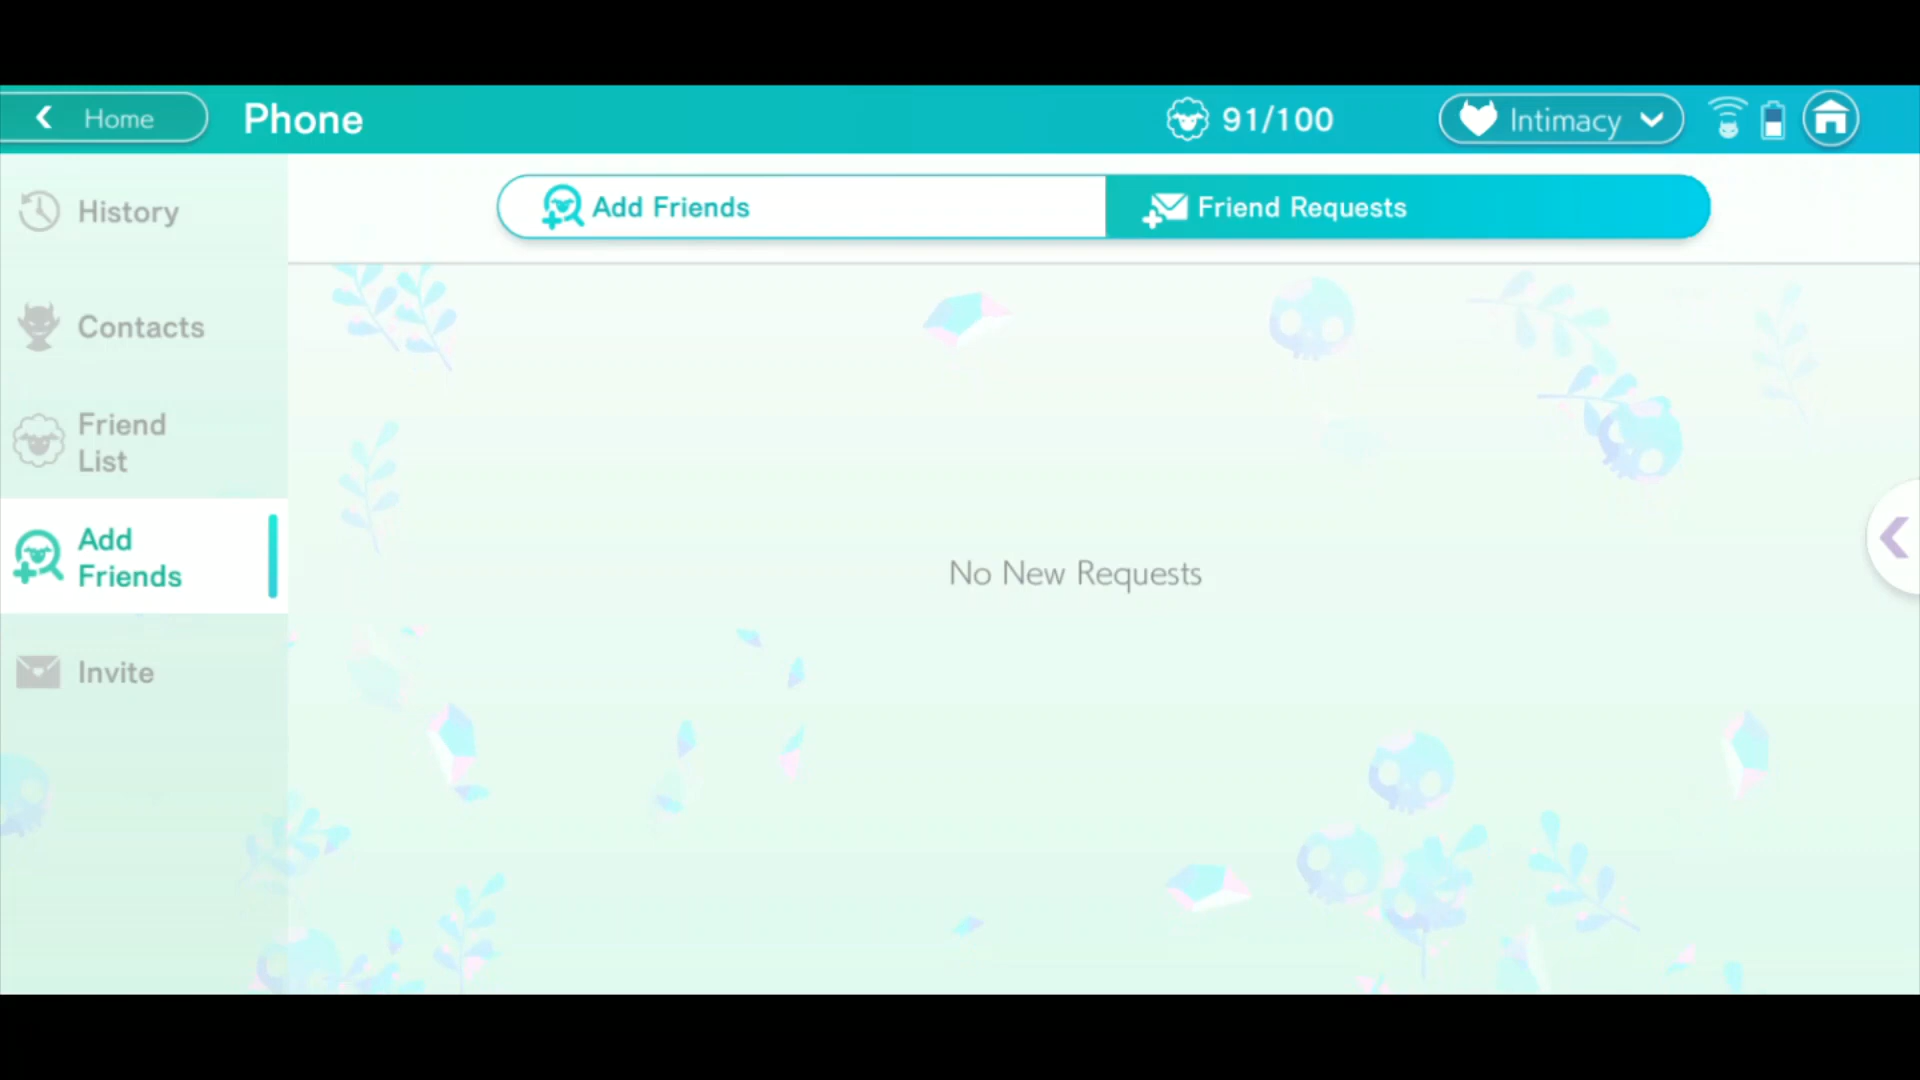 Home
Phone
91/100
Intimacy
History
Contacts
Friend
List
Add
Friends
Invite
Add Friends
Friend Requests
No New Requests